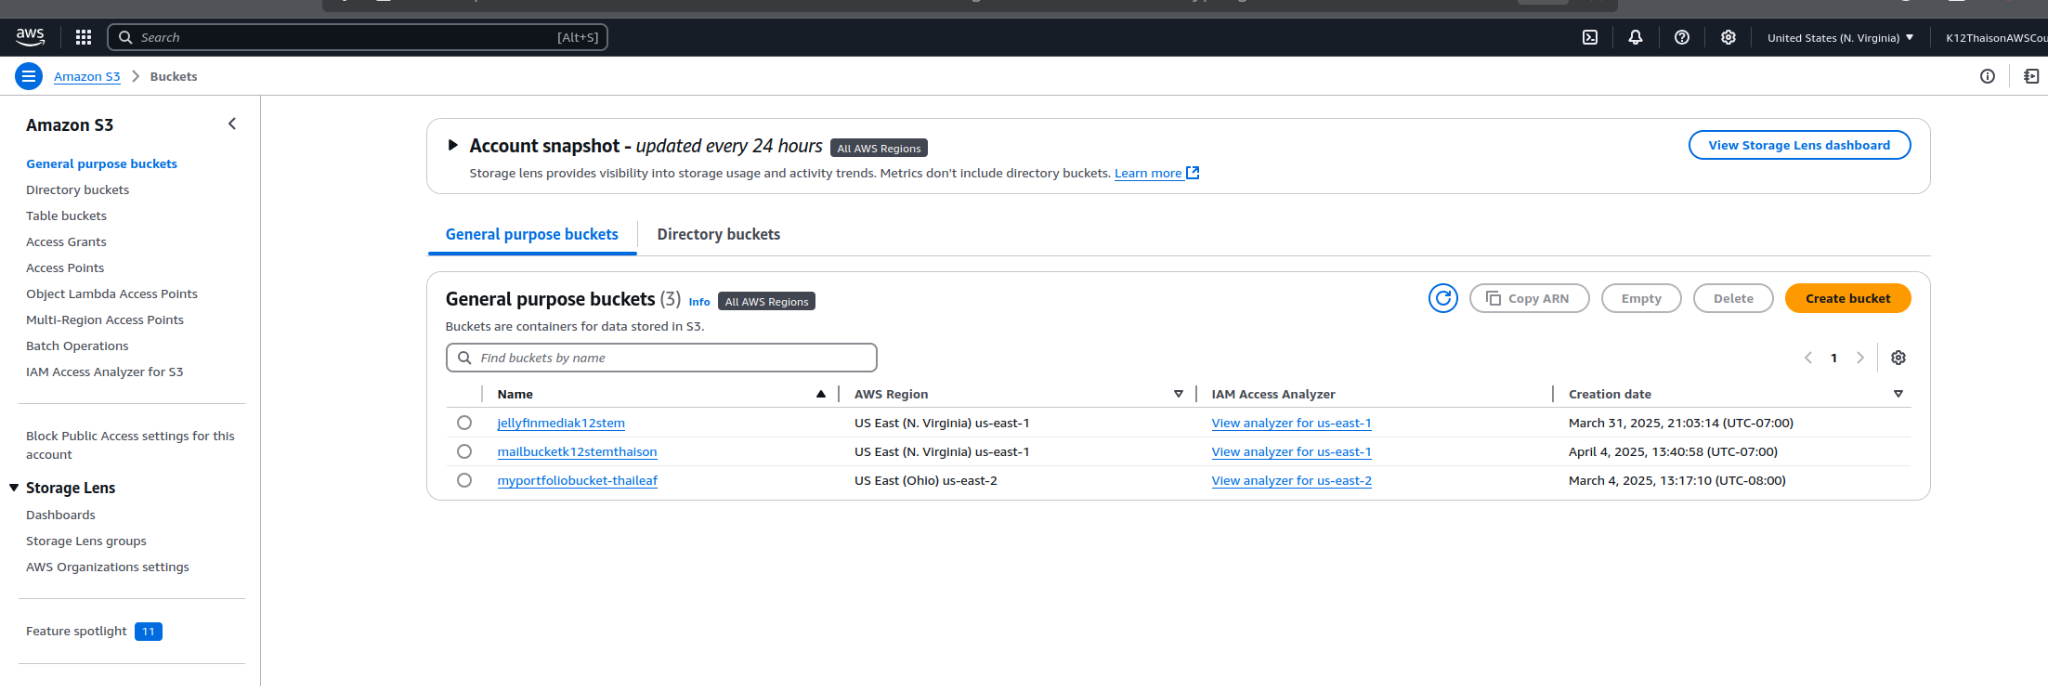 aws
Search [Alt+S]
United States (N. Virginia)
K12ThaisonAWSCou
Amazon S3
Buckets
Amazon S3
General purpose buckets
Directory buckets
Table buckets
Access Grants
Access Points
Object Lambda Access Points
Multi-Region Access Points
Batch Operations
IAM Access Analyzer for S3
Block Public Access settings for this
account
Storage Lens
Dashboards
Storage Lens groups
AWS Organizations settings
Feature spotlight 11
Account snapshot - updated every 24 hours All AWS Regions
Storage lens provides visibility into storage usage and activity trends. Metrics don't include directory buckets. Learn more
View Storage Lens dashboard
General purpose buckets
Directory buckets
General purpose buckets (3) Info All AWS Regions
Buckets are containers for data stored in S3.
Copy ARN
Empty
Delete
Create bucket
Find buckets by name
1
Name AWS Region IAM Access Analyzer Creation date
jellyfinmediak12stem US East (N. Virginia) us-east-1 View analyzer for us-east-1 March 31, 2025, 21:03:14 (UTC-07:00)
mailbucketk12stemthaison US East (N. Virginia) us-east-1 View analyzer for us-east-1 April 4, 2025, 13:40:58 (UTC-07:00)
myportfoliobucket-thaileaf US East (Ohio) us-east-2 View analyzer for us-east-2 March 4, 2025, 13:17:10 (UTC-08:00)